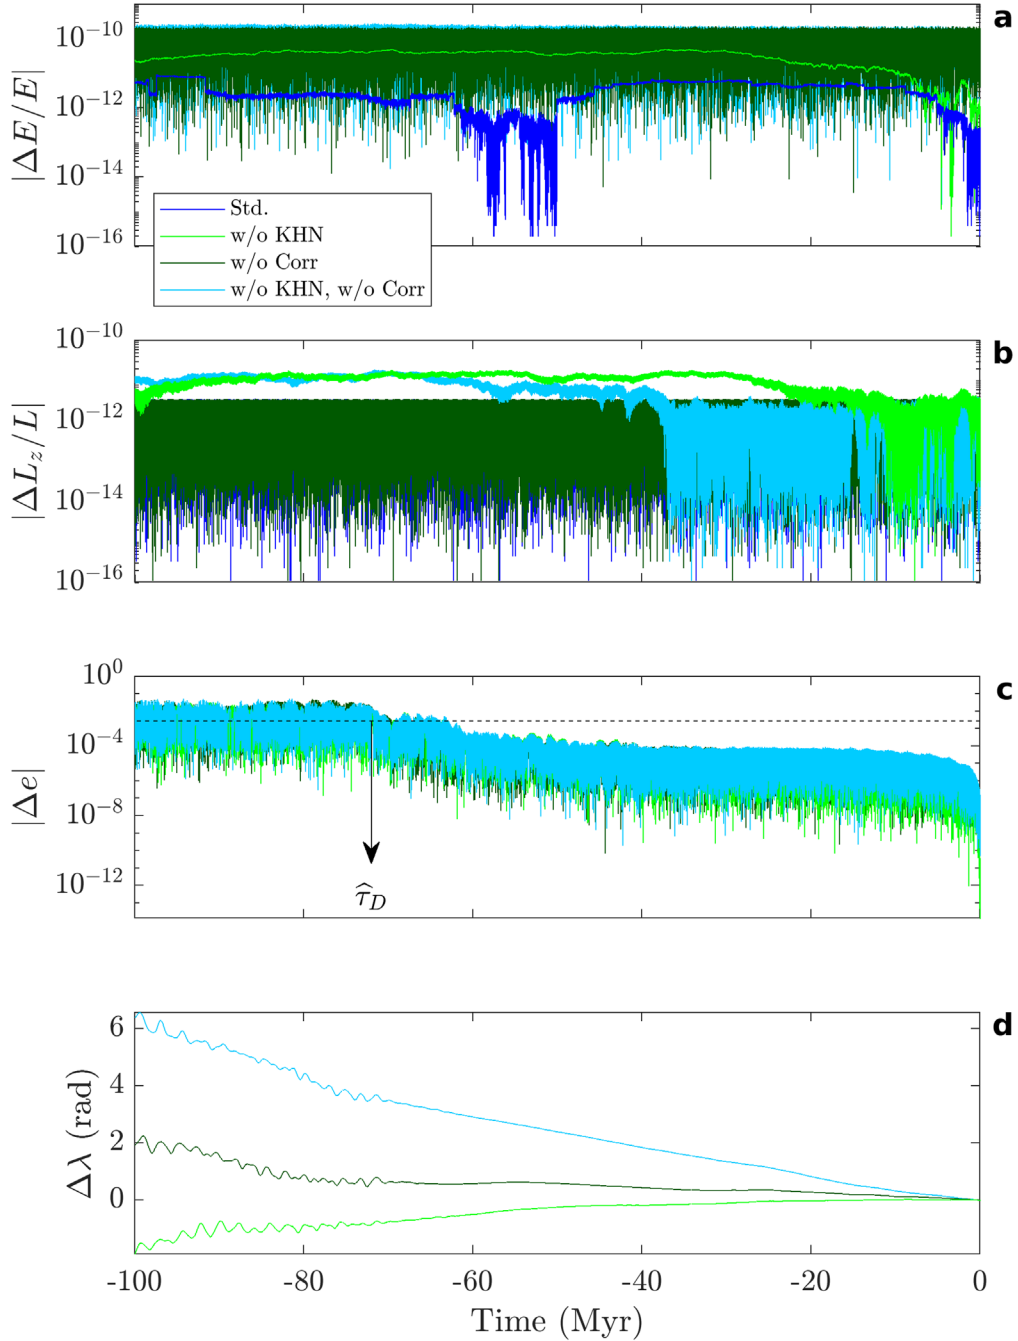 a
|ΔE/E|
10⁻¹⁰
10⁻¹²
10⁻¹⁴
10⁻¹⁶
Std.
w/o KHN
w/o Corr
w/o KHN, w/o Corr
b
|ΔL_z/L|
10⁻¹⁰
10⁻¹²
10⁻¹⁴
10⁻¹⁶
c
|Δe|
10⁰
10⁻⁴
10⁻⁸
10⁻¹²
τ̂_D
d
Δλ (rad)
6
4
2
0
-100 -80 -60 -40 -20 0
Time (Myr)